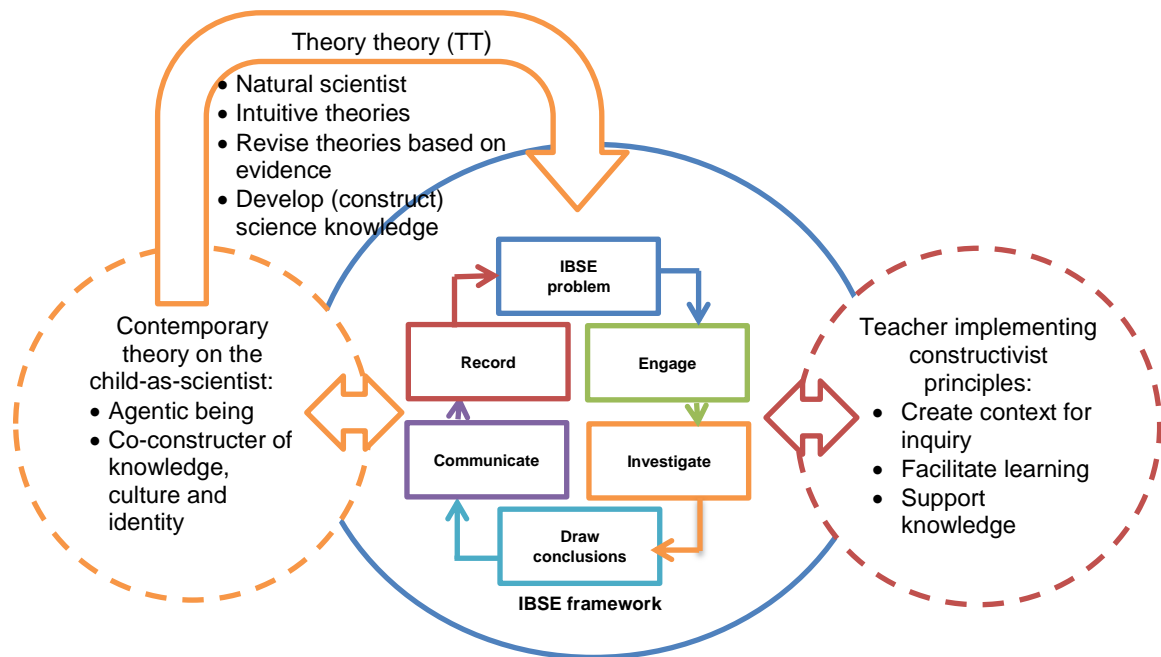 Theory theory (TT)
• Natural scientist
• Intuitive theories
• Revise theories based on
evidence
• Develop (construct)
science knowledge
Contemporary
theory on the
child-as-scientist:
• Agentic being
• Co-constructer of
knowledge,
culture and
identity
IBSE
problem
Engage
Investigate
Draw
conclusions
Communicate
Record
IBSE framework
Teacher implementing
constructivist
principles:
• Create context for
inquiry
• Facilitate learning
• Support
knowledge